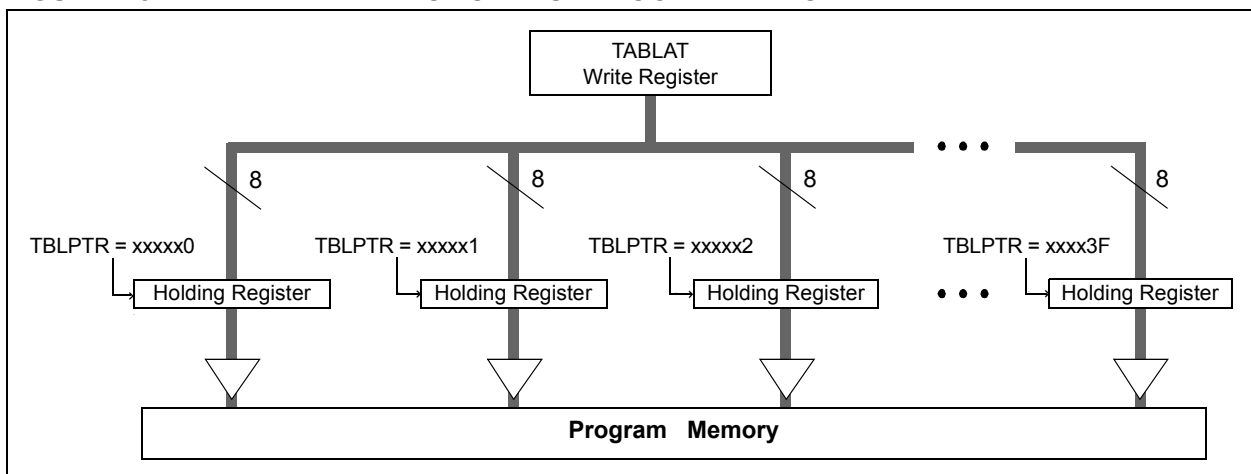 TABLAT
Write Register
8 8 8 8
TBLPTR = xxxxx0 TBLPTR = xxxxx1 TBLPTR = xxxxx2 TBLPTR = xxxx3F
Holding Register Holding Register Holding Register Holding Register
Program Memory